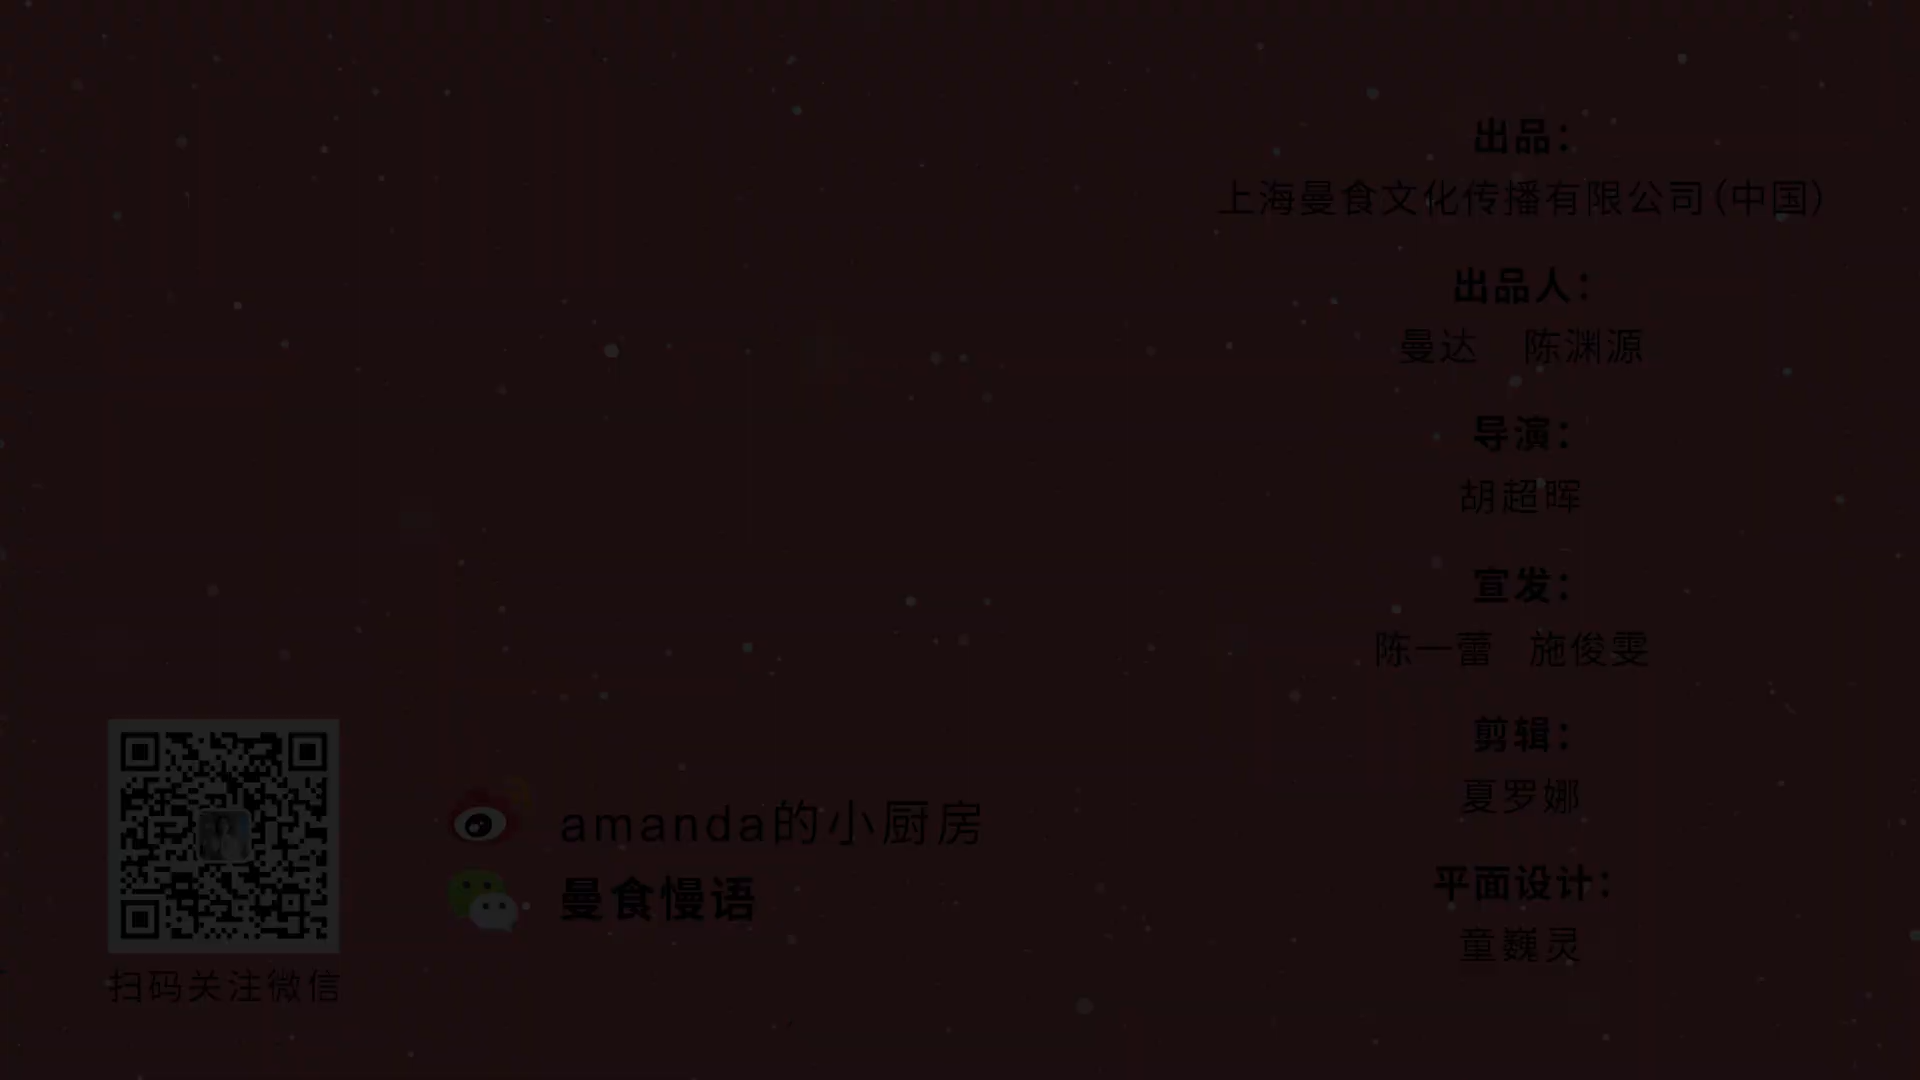 出品：
上海曼食文化传播有限公司(中国)
出品人：
曼达 陈渊源
导演：
胡超晖
宣发：
陈一蕾 施俊雯
剪辑：
夏罗娜
平面设计：
童巍灵
amanda的小厨房
曼食慢语
扫码关注微信